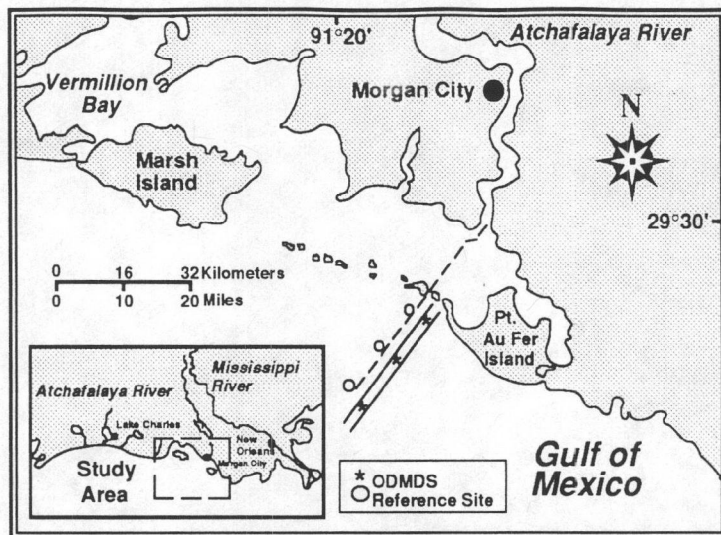 91°20'
Atchafalaya River
Vermillion
Bay
Morgan City
N
Marsh
Island
29°30'
0 16 32 Kilometers
0 10 20 Miles
Pt.
Au Fer
Island
Mississippi
River
Atchafalaya River
Lake Charles
New
Orleans
Morgan City
Study
Area
* ODMDS
O Reference Site
Gulf of
Mexico